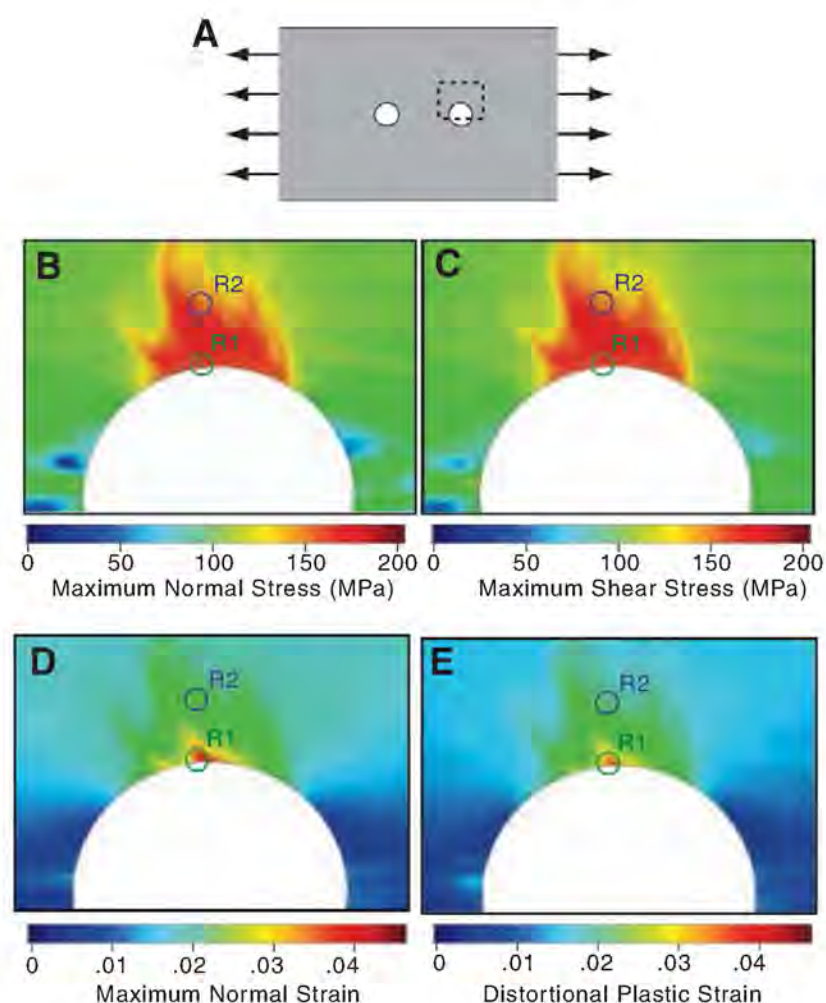 A
B
R2
R1
C
R2
R1
0 50 100 150 200
Maximum Normal Stress (MPa)
0 50 100 150 200
Maximum Shear Stress (MPa)
D
R2
R1
E
R2
R1
0 .01 .02 .03 .04
Maximum Normal Strain
0 .01 .02 .03 .04
Distortional Plastic Strain